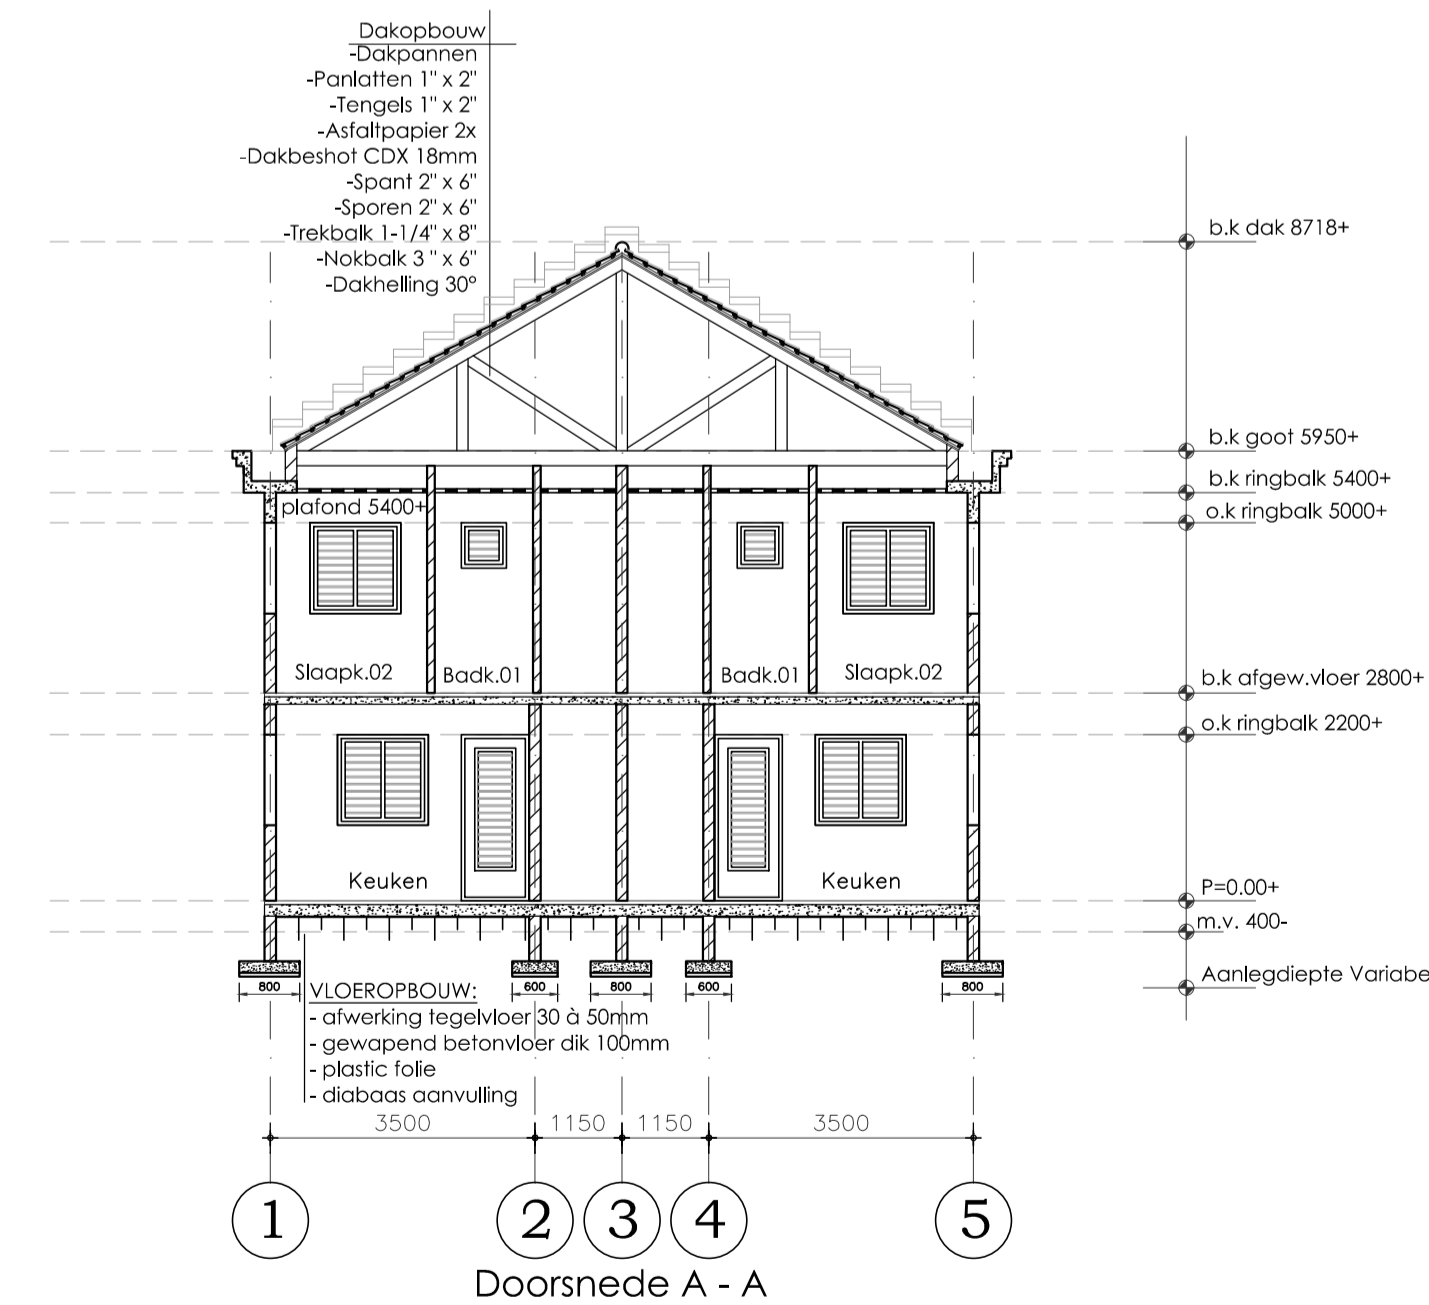 Dakopbouw
-Dakpannen
-Panlatten 1" x 2"
-Tengels 1" x 2"
-Asfaltpapier 2x
-Dakbeshot CDX 18mm
-Spant 2" x 6"
-Sporen 2" x 6"
-Trekbalk 1-1/4" x 8"
-Nokbalk 3 " x 6"
-Dakhelling 30°
b.k dak 8718+
b.k goot 5950+
b.k ringbalk 5400+
o.k ringbalk 5000+
plafond 5400+
Slaapk.02
Badk.01
Badk.01
Slaapk.02
b.k afgew.vloer 2800+
o.k ringbalk 2200+
Keuken
Keuken
P=0.00+
m.v. 400-
Aanlegdiepte Variabe
800
600
800
600
800
VLOEROPBOUW:
- afwerking tegelvloer 30 à 50mm
- gewapend betonvloer dik 100mm
- plastic folie
- diabaas aanvulling
3500
1150
1150
3500
1
2
3
4
5
Doorsnede A - A